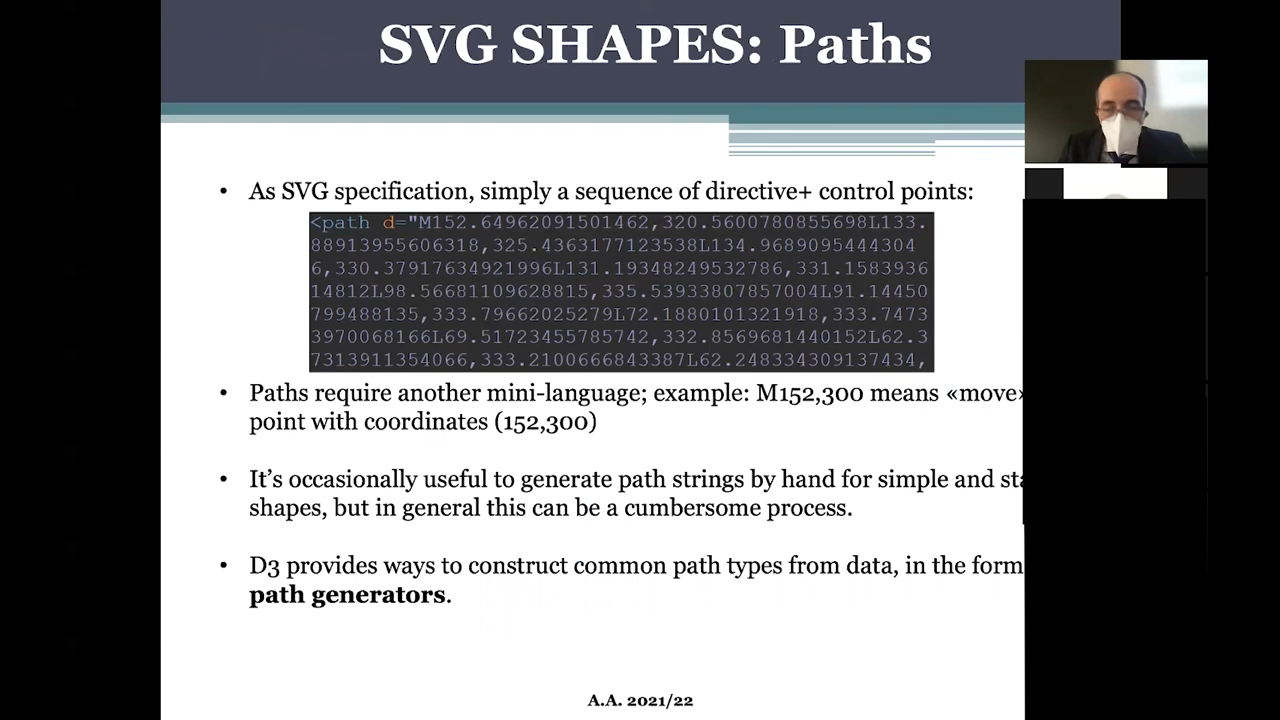 SVG SHAPES: Paths
• As SVG specification, simply a sequence of directive+ control points:
<path d="M152.64962091501462,320.5600780855698L133.
88913955606318,325.4363177123538L134.9689095444304
6,330.37917634921996L131.19348249532786,331.1583936
14812L98.56681109628815,335.53933807857004L91.14450
799488135,333.79662025279L72.1880101321918,333.7473
3970068166L69.51723455785742,332.8569681440152L62.3
7313911354066,333.2100666843387L62.248334309137434,
• Paths require another mini-language; example: M152,300 means «move»
point with coordinates (152,300)
• It’s occasionally useful to generate path strings by hand for simple and
shapes, but in general this can be a cumbersome process.
• D3 provides ways to construct common path types from data, in the form
path generators.
A.A. 2021/22